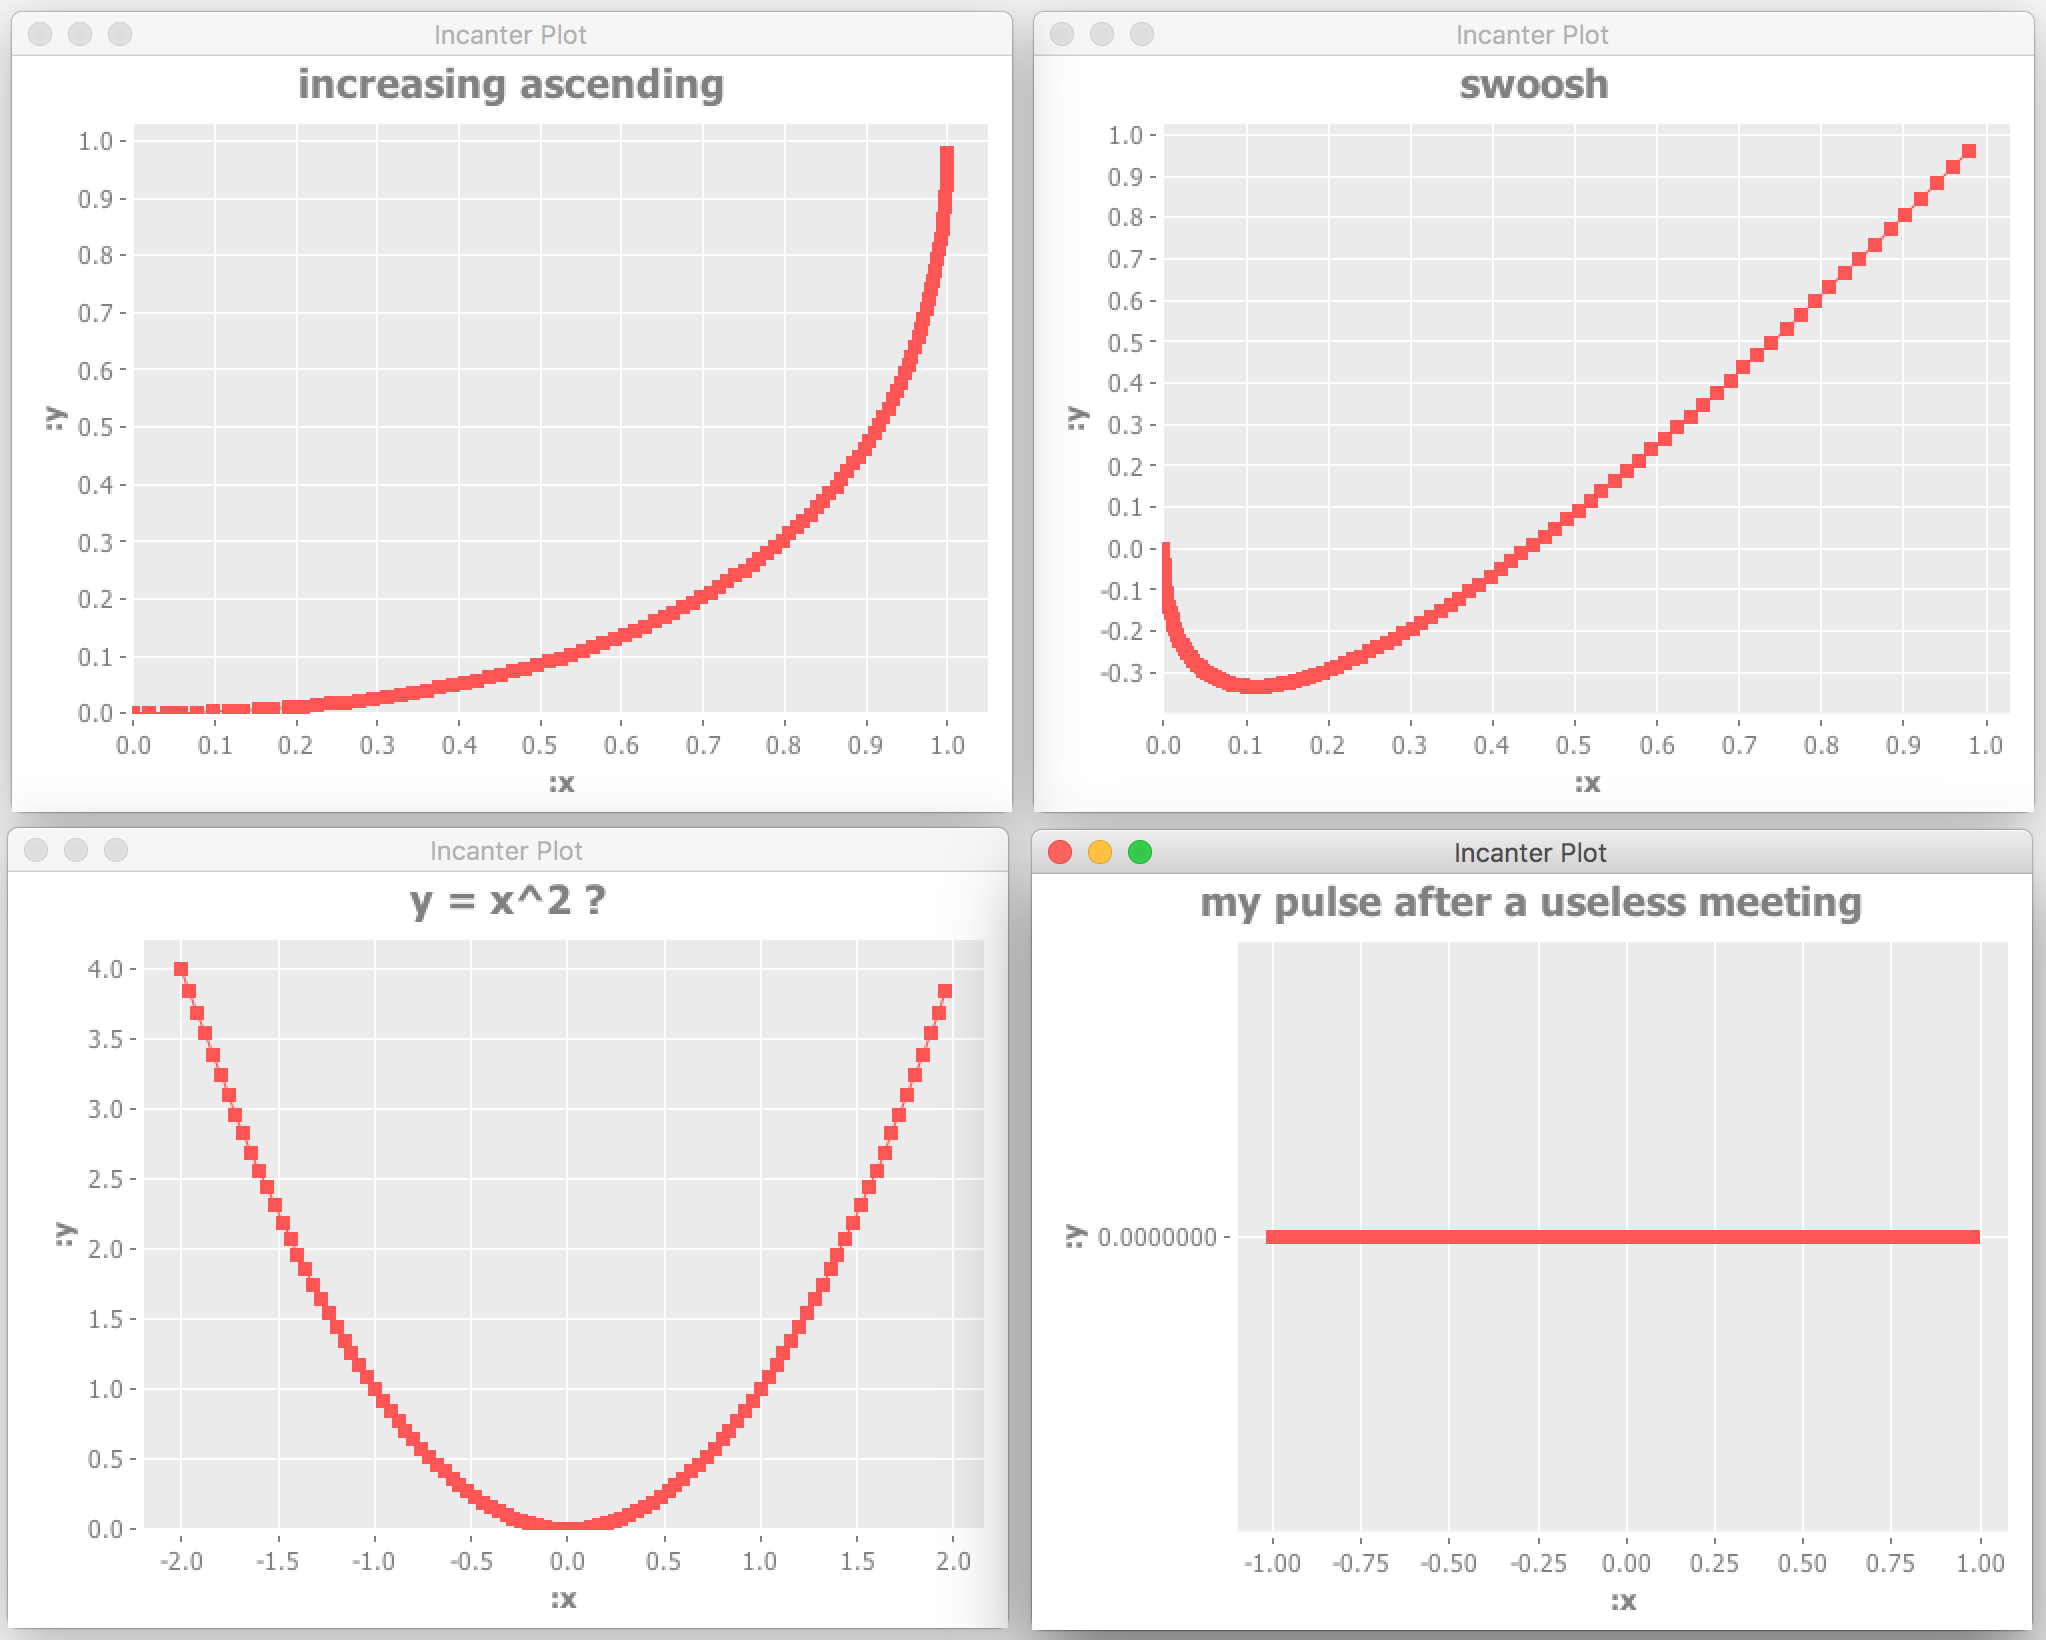 Incanter Plot
increasing ascending
1.0
0.9
0.8
0.7
0.6
0.5
0.4
0.3
0.2
0.1
0.0
:y
0.0 0.1 0.2 0.3 0.4 0.5 0.6 0.7 0.8 0.9 1.0
:x
Incanter Plot
swoosh
1.0
0.9
0.8
0.7
0.6
0.5
0.4
0.3
0.2
0.1
0.0
-0.1
-0.2
-0.3
:y
0.0 0.1 0.2 0.3 0.4 0.5 0.6 0.7 0.8 0.9 1.0
:x
Incanter Plot
y = x^2 ?
4.0
3.5
3.0
2.5
2.0
1.5
1.0
0.5
0.0
:y
-2.0 -1.5 -1.0 -0.5 0.0 0.5 1.0 1.5 2.0
:x
Incanter Plot
my pulse after a useless meeting
:y
0.0000000
-1.00 -0.75 -0.50 -0.25 0.00 0.25 0.50 0.75 1.00
:x